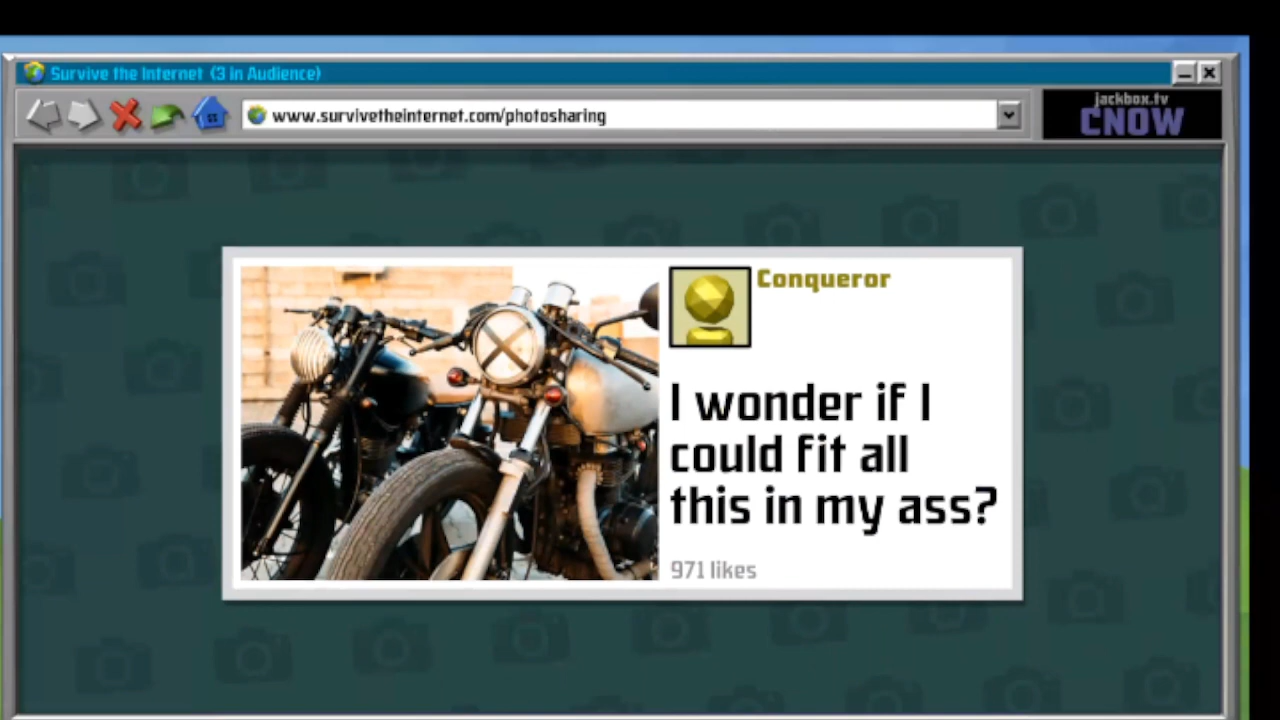 Survive the Internet (3 in Audience)
www.survivetheinternet.com/photosharing
jackbox.tv
CNOW
Conqueror
I wonder if I
could fit all
this in my ass?
971 likes